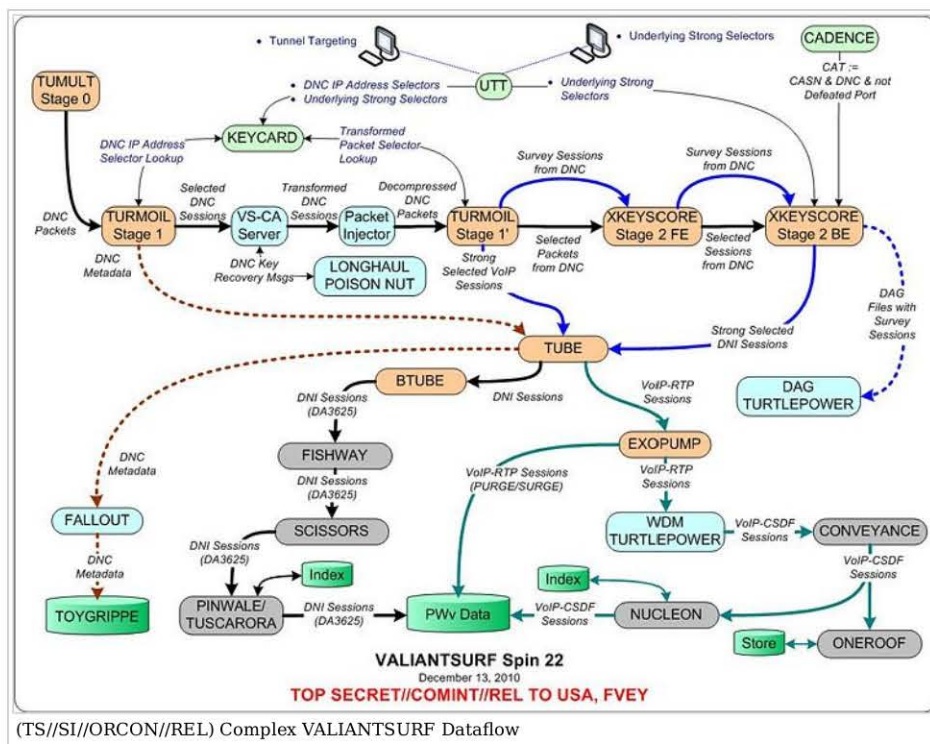 • Tunnel Targeting
• Underlying Strong Selectors
CADENCE
UTT
CAT :=
CASN & DNC & not
Defeated Port
TUMULT
Stage 0
• DNC IP Address Selectors
• Underlying Strong Selectors
Underlying Strong
Selectors
KEYCARD
DNC IP Address
Selector Lookup
Transformed
Packet Selector
Lookup
DNC
Packets
TURMOIL
Stage 1
Selected
DNC
Sessions
VS-CA
Server
Transformed
DNC
Sessions
Packet
Injector
Decompressed
DNC
Packets
TURMOIL
Stage 1'
Survey Sessions
from DNC
Selected
Packets
from DNC
XKEYSCORE
Stage 2 FE
Survey Sessions
from DNC
Selected
Sessions
from DNC
XKEYSCORE
Stage 2 BE
DNC
Metadata
DNC Key
Recovery Msgs
LONGHAUL
POISON NUT
Strong
Selected VoIP
Sessions
Strong Selected
DNI Sessions
DAG
Files with
Survey
Sessions
TUBE
BTUBE
DNI Sessions
VoIP-RTP
Sessions
DAG
TURTLEPOWER
DNI Sessions
(DA3625)
FISHWAY
EXOPUMP
DNC
Metadata
DNI Sessions
(DA3625)
VoIP-RTP Sessions
(PURGE/SURGE)
VoIP-RTP
Sessions
FALLOUT
SCISSORS
WDM
TURTLEPOWER
VoIP-CSDF
Sessions
CONVEYANCE
DNC
Metadata
DNI Sessions
(DA3625)
Index
Index
VoIP-CSDF
Sessions
TOYGRIPPE
PINWALE/
TUSCARORA
DNI Sessions
(DA3625)
PWv Data
VoIP-CSDF
Sessions
NUCLEON
Store
ONEROOF
VALIANTSURF Spin 22
December 13, 2010
TOP SECRET//COMINT//REL TO USA, FVEY
(TS//SI//ORCON//REL) Complex VALIANTSURF Dataflow